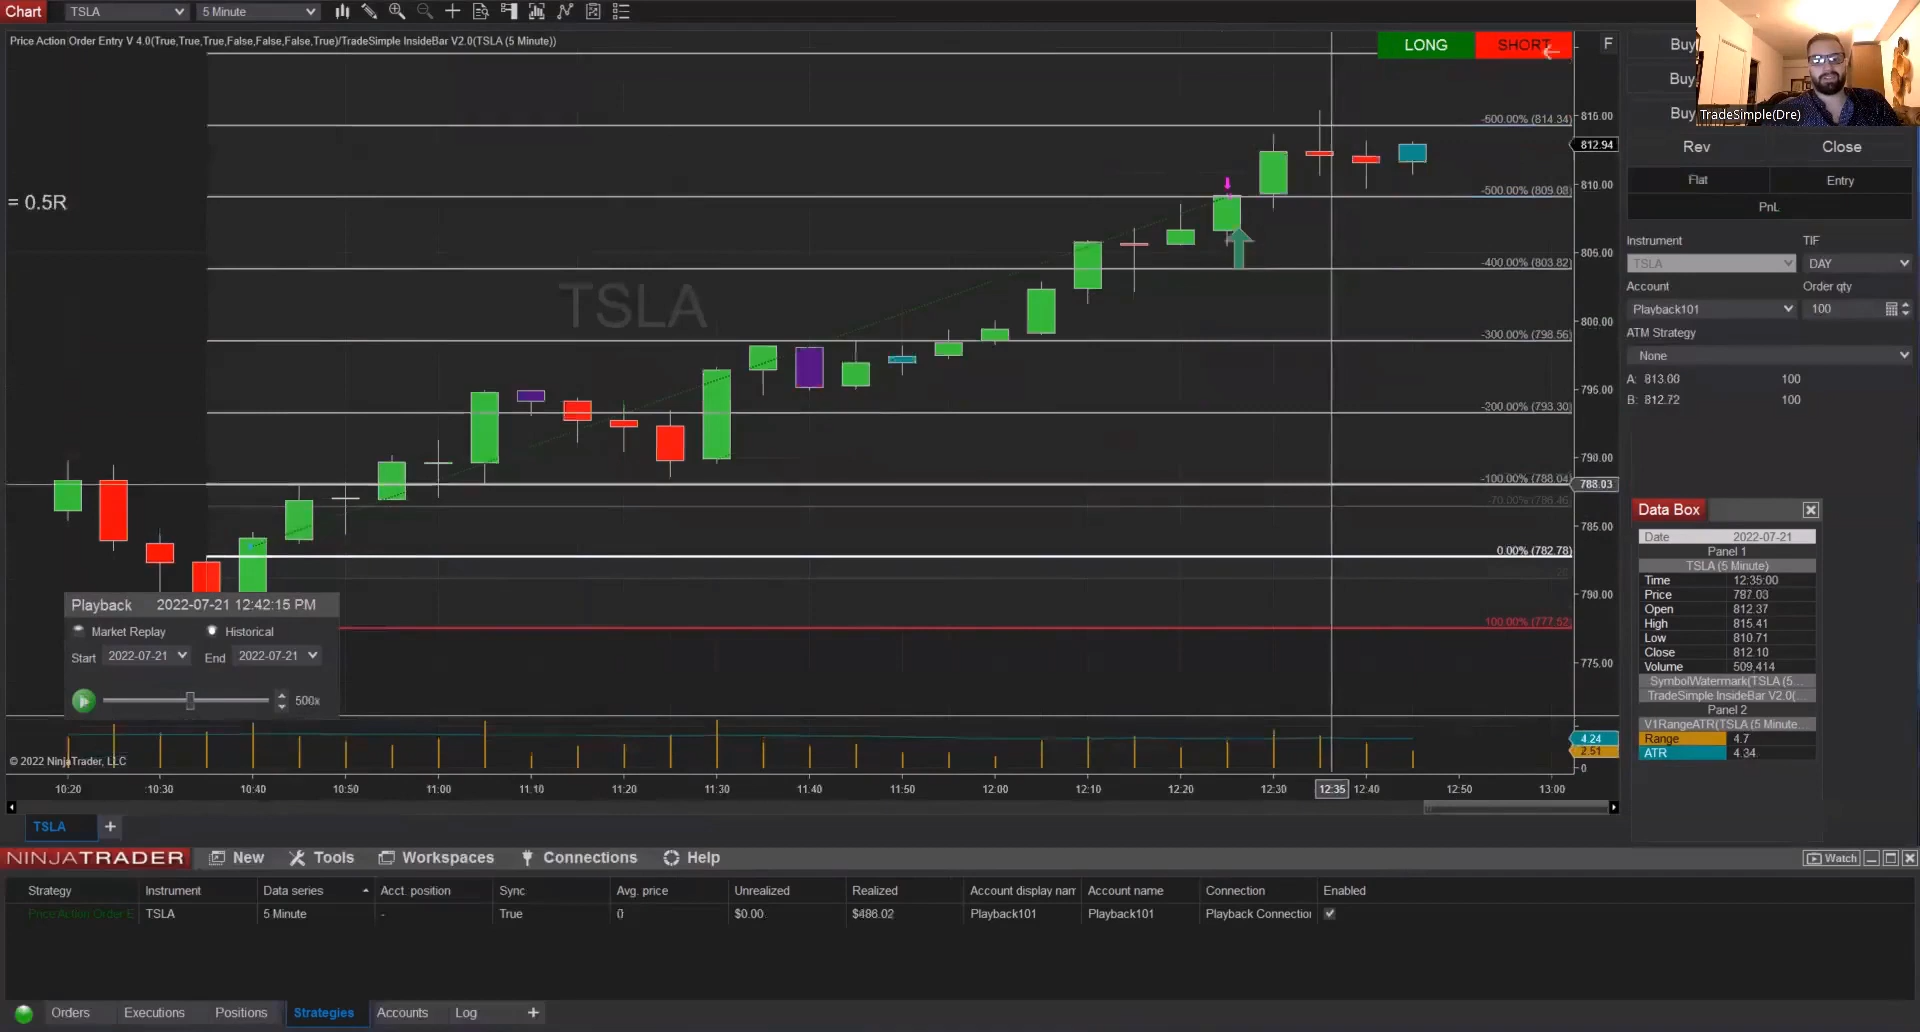 Chart TSLA 5 Minute
Price Action Order Entry V 4.0(True,True,True,False,False,False,True)/TradeSimple InsideBar V2.0(TSLA (5 Minute))
LONG SHORT F
Buy
Buy
Buy
TradeSimple(Dre)
Rev Close
Flat Entry
PnL
Instrument TIF
TSLA DAY
Account Order qty
Playback101 100
ATM Strategy
None
A: 813.00 100
B: 812.72 100
= 0.5R
TSLA
-500.00% (814.34)
-500.00% (809.08)
-400.00% (803.82)
-300.00% (798.56)
-200.00% (793.30)
-100.00% (788.04)
-70.00% (786.46)
0.00% (782.78)
100.00% (777.52)
815.00
812.94
810.00
805.00
800.00
795.00
790.00
788.03
785.00
780.00
775.00
4.24
2.51
0
Data Box
Date 2022-07-21
Panel 1
TSLA (5 Minute)
Time 12:35:00
Price 787.03
Open 812.37
High 815.41
Low 810.71
Close 812.10
Volume 509,414
SymbolWatermark(TSLA (5...
TradeSimple InsideBar V2.0(...
Panel 2
V1RangeATR(TSLA (5 Minute...
Range 4.7
ATR 4.34
Playback 2022-07-21 12:42:15 PM
Market Replay Historical
Start 2022-07-21 End 2022-07-21
500x
© 2022 NinjaTrader, LLC
10:20 10:30 10:40 10:50 11:00 11:10 11:20 11:30 11:40 11:50 12:00 12:10 12:20 12:30 12:35 12:40 12:50 13:00
TSLA +
NINJATRADER New Tools Workspaces Connections Help Watch
Strategy Instrument Data series Acct. position Sync Avg. price Unrealized Realized Account display nam Account name Connection Enabled
Price Action Order E TSLA 5 Minute - True 0 $0.00 $486.02 Playback101 Playback101 Playback Connection
Orders Executions Positions Strategies Accounts Log +